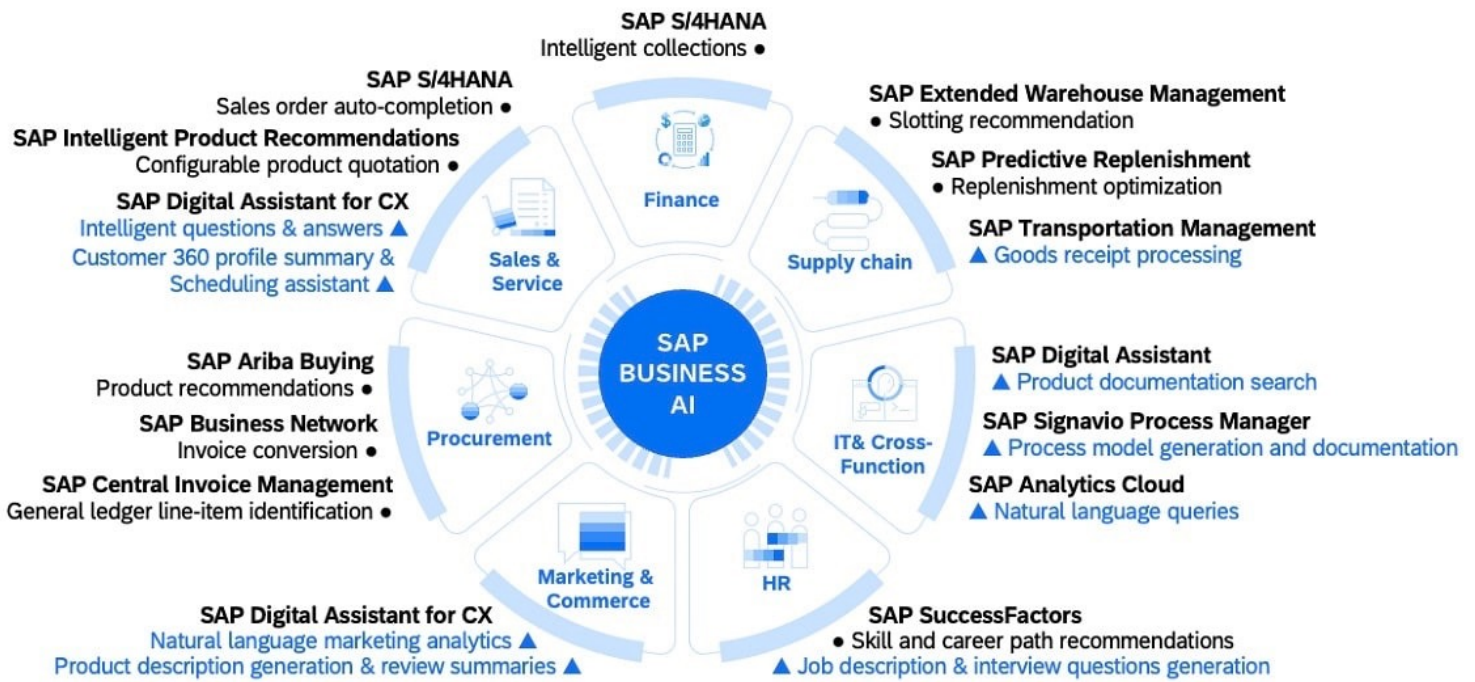 SAP S/4HANA
Intelligent collections ●
SAP S/4HANA
Sales order auto-completion ●
SAP Intelligent Product Recommendations
Configurable product quotation ●
SAP Digital Assistant for CX
Intelligent questions & answers ▲
Customer 360 profile summary &
Scheduling assistant ▲
SAP Extended Warehouse Management
● Slotting recommendation
SAP Predictive Replenishment
● Replenishment optimization
SAP Transportation Management
▲ Goods receipt processing
Finance
Sales &
Service
Supply chain
SAP
BUSINESS
AI
SAP Ariba Buying
Product recommendations ●
SAP Business Network
Invoice conversion ●
SAP Central Invoice Management
General ledger line-item identification ●
Procurement
IT& Cross-
Function
SAP Digital Assistant
▲ Product documentation search
SAP Signavio Process Manager
▲ Process model generation and documentation
SAP Analytics Cloud
▲ Natural language queries
Marketing &
Commerce
HR
SAP Digital Assistant for CX
Natural language marketing analytics ▲
Product description generation & review summaries ▲
SAP SuccessFactors
● Skill and career path recommendations
▲ Job description & interview questions generation